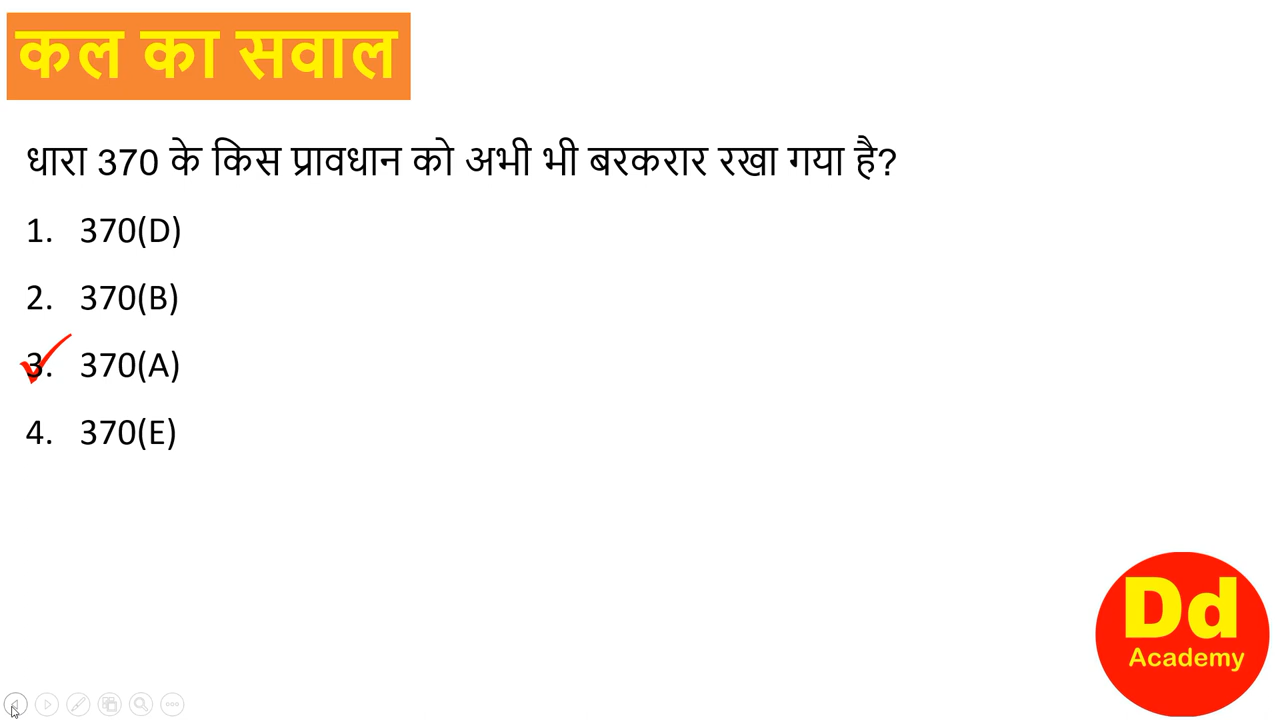 कल का सवाल
धारा 370 के किस प्रावधान को अभी भी बरकरार रखा गया है?
1. 370(D)
2. 370(B)
3. 370(A)
4. 370(E)
Dd
Academy